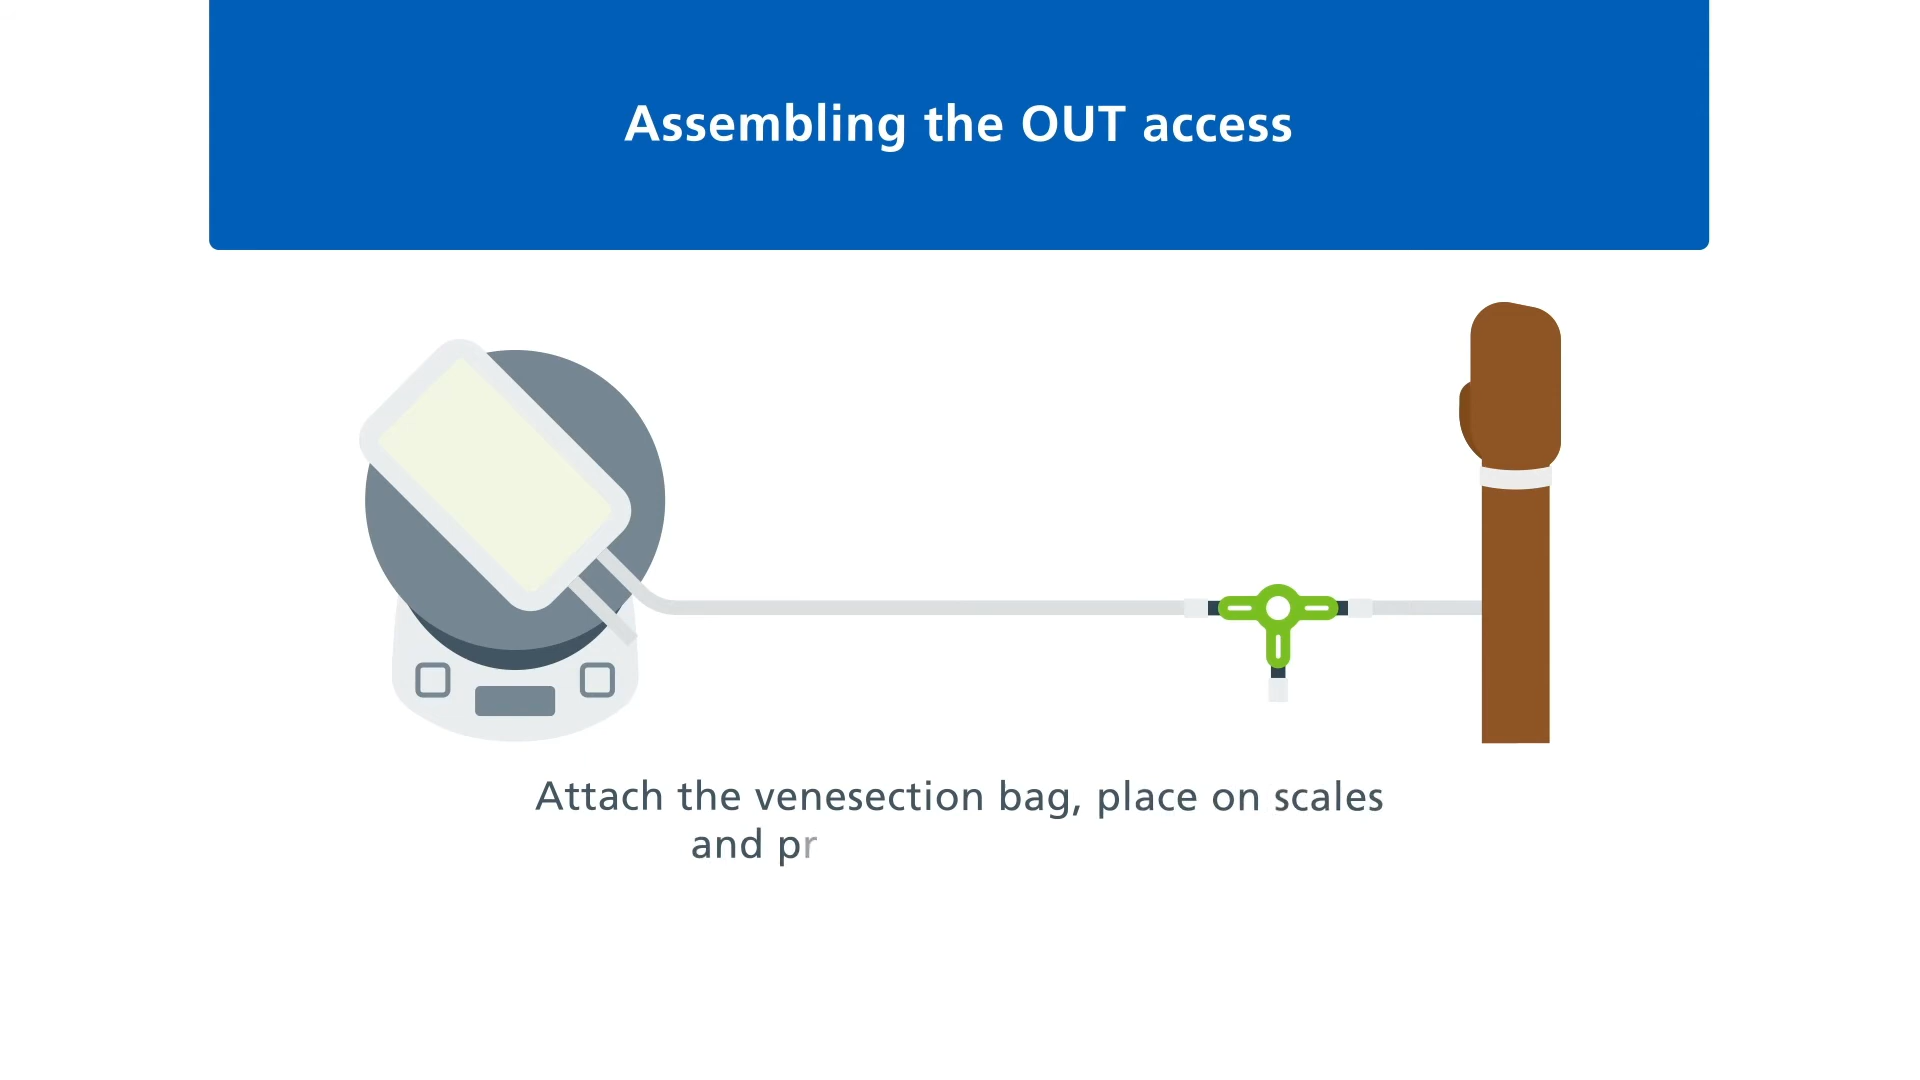 Assembling the OUT access
Attach the venesection bag, place on scales
and pr